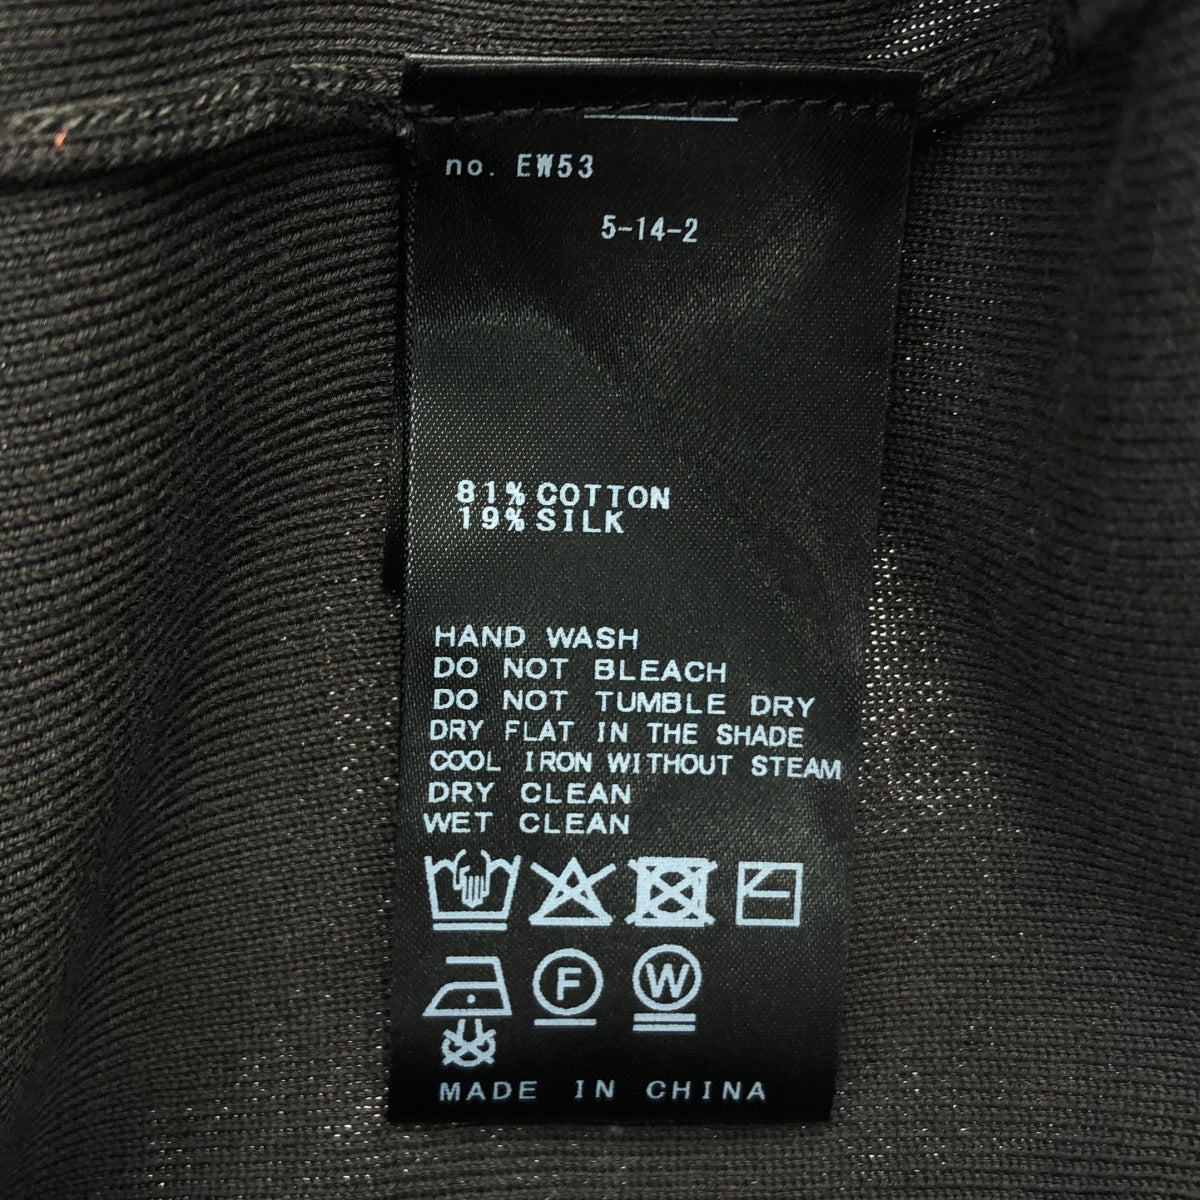 no. EW53
5-14-2
81% COTTON
19% SILK
HAND WASH
DO NOT BLEACH
DO NOT TUMBLE DRY
DRY FLAT IN THE SHADE
COOL IRON WITHOUT STEAM
DRY CLEAN
WET CLEAN
F W
MADE IN CHINA